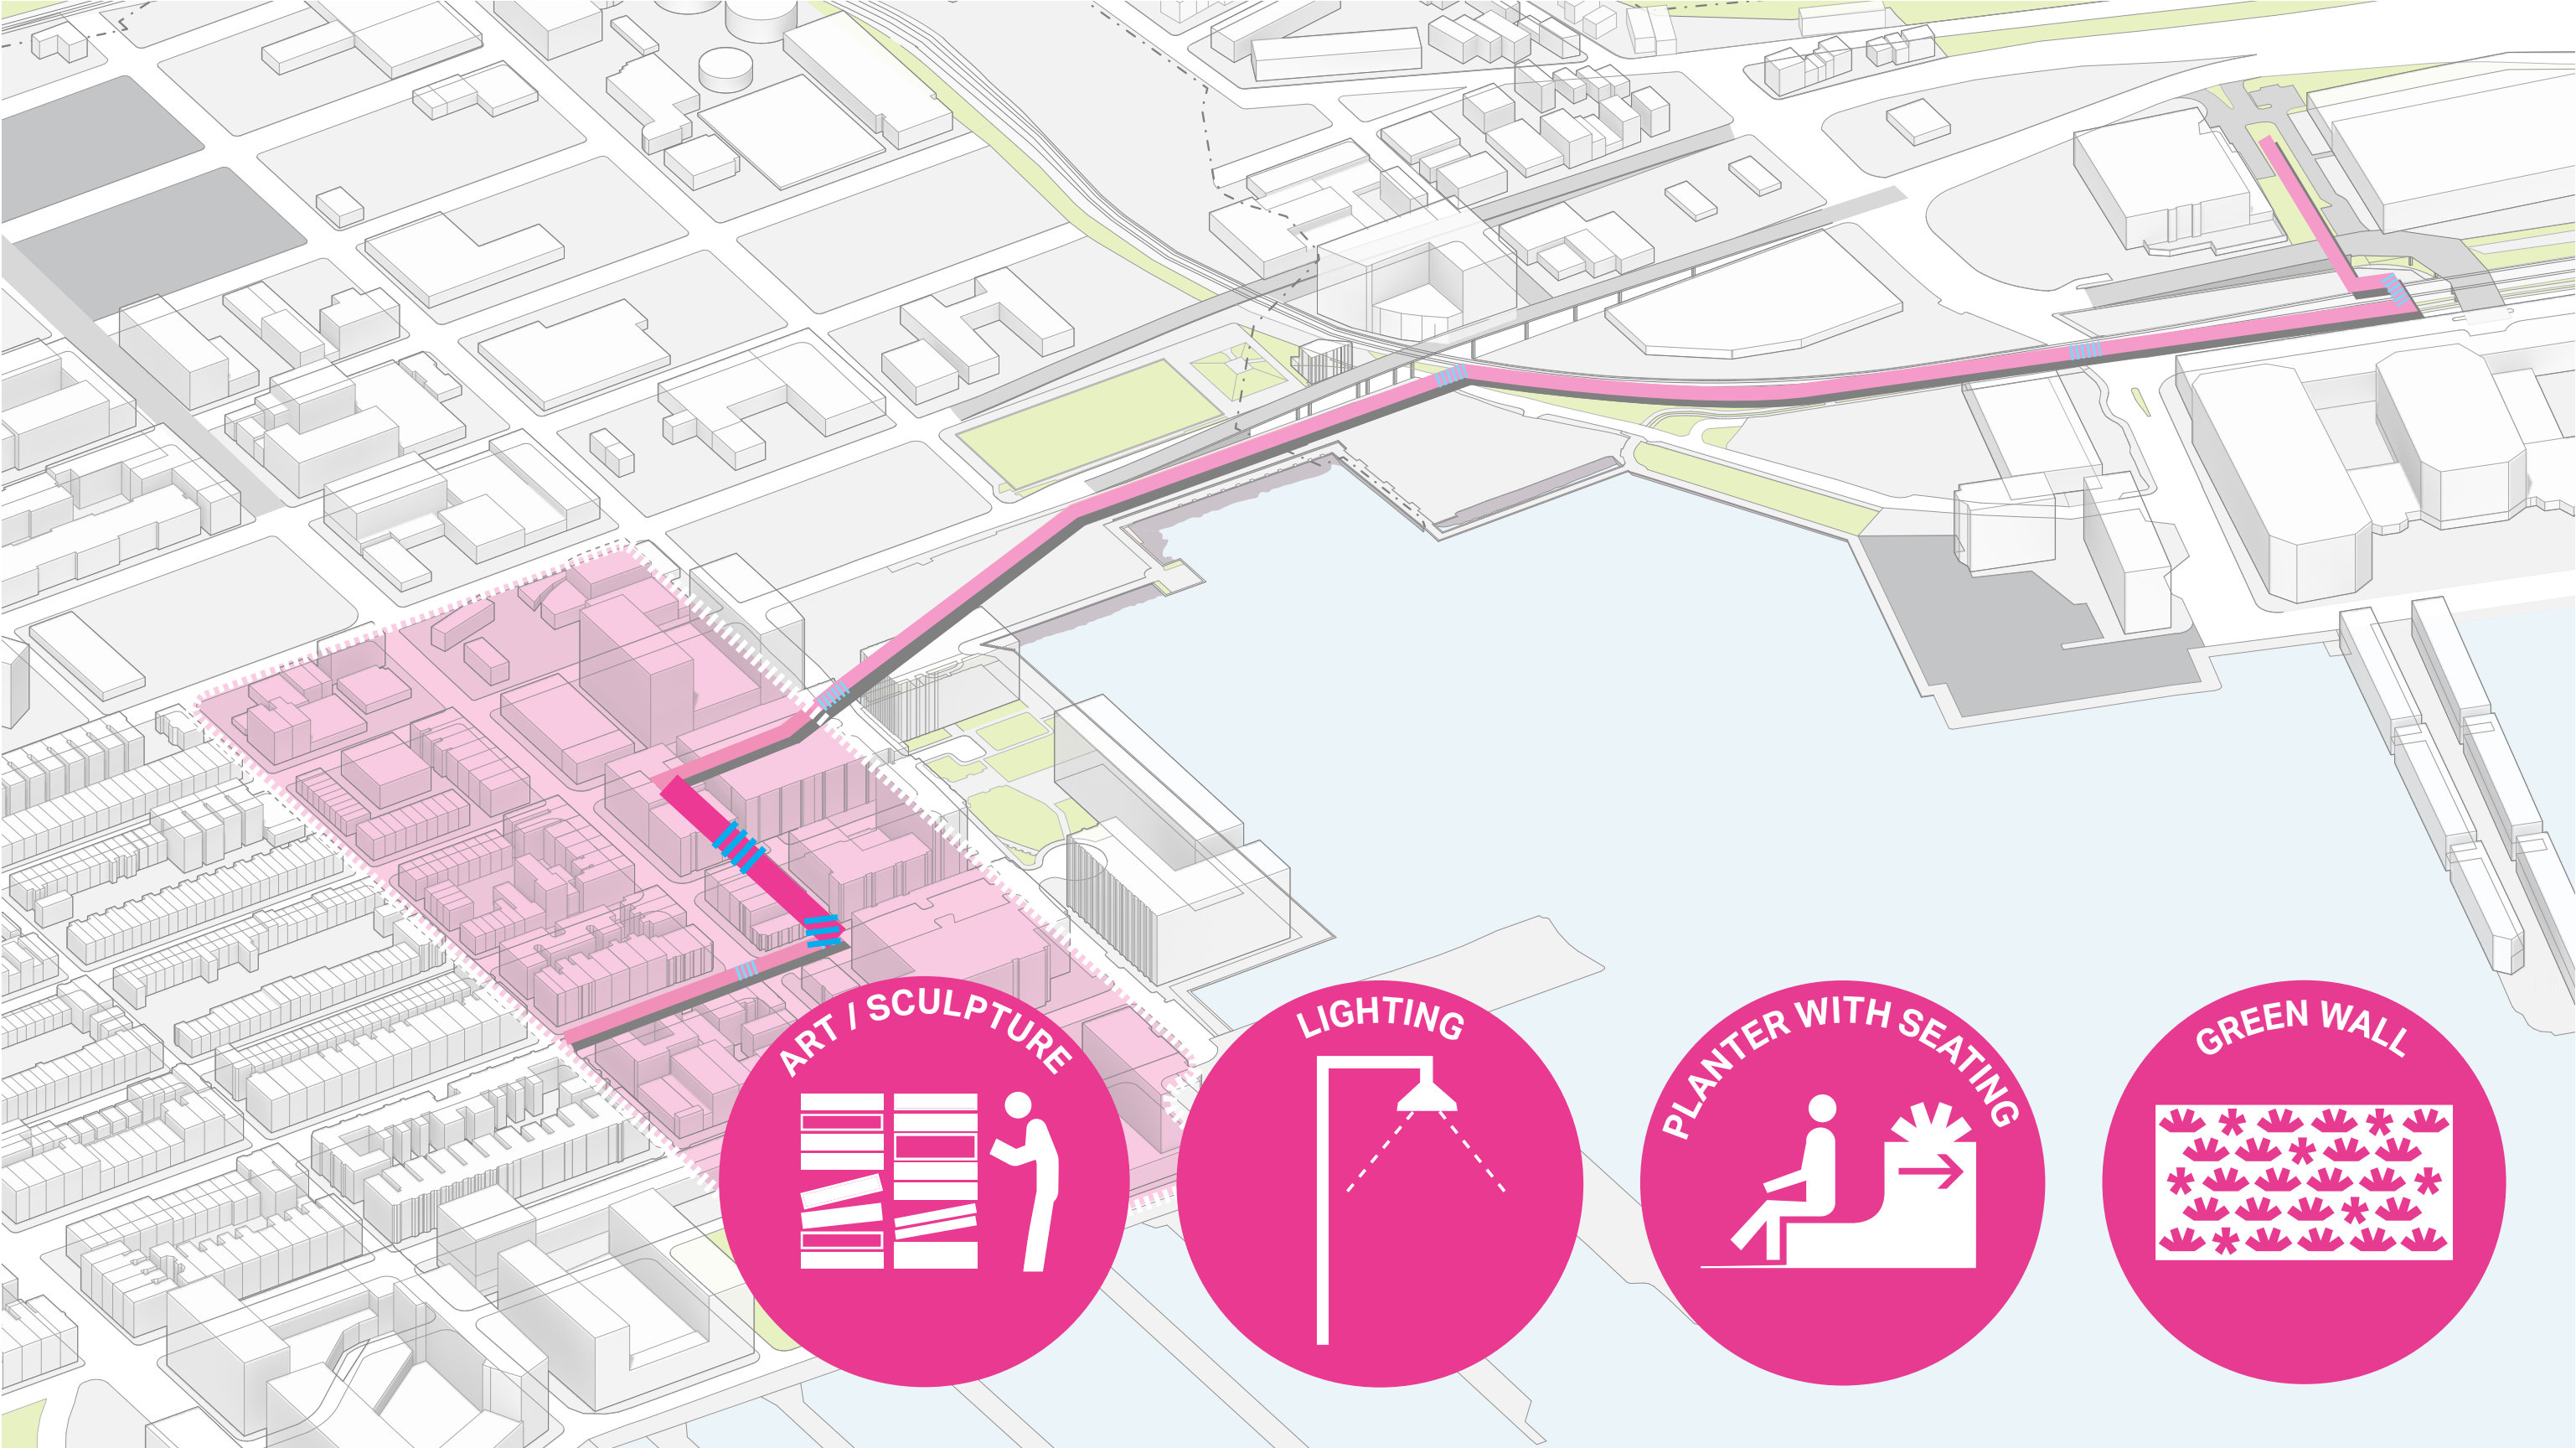 ART / SCULPTURE
LIGHTING
PLANTER WITH SEATING
GREEN WALL